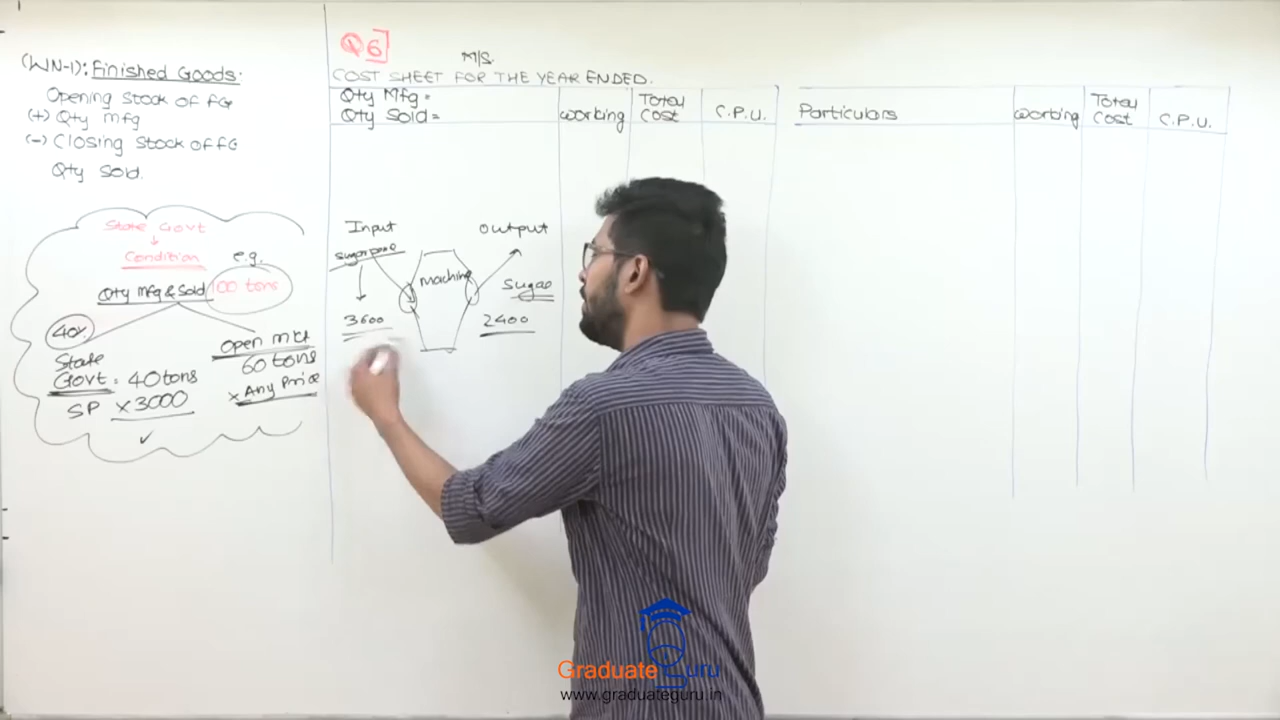 (WN-1): Finished Goods:
Opening Stock of FG
(+) Qty mfg
(-) Closing Stock of FG
Qty Sold.
State Govt
Condition
e.g.
Qty Mfg & Sold
100 tons
40%
State
Govt = 40 tons
SP × 3000
Open mkt
60 tons
× Any Price
Q6]
M/S.
COST SHEET FOR THE YEAR ENDED.
Qty Mfg =
Qty Sold =
Working
Total
Cost
C.P.U.
Particulars
Working
Total
Cost
C.P.U.
Input
Output
machine
Sugar
3600
2400
Graduate Guru
www.graduateguru.in